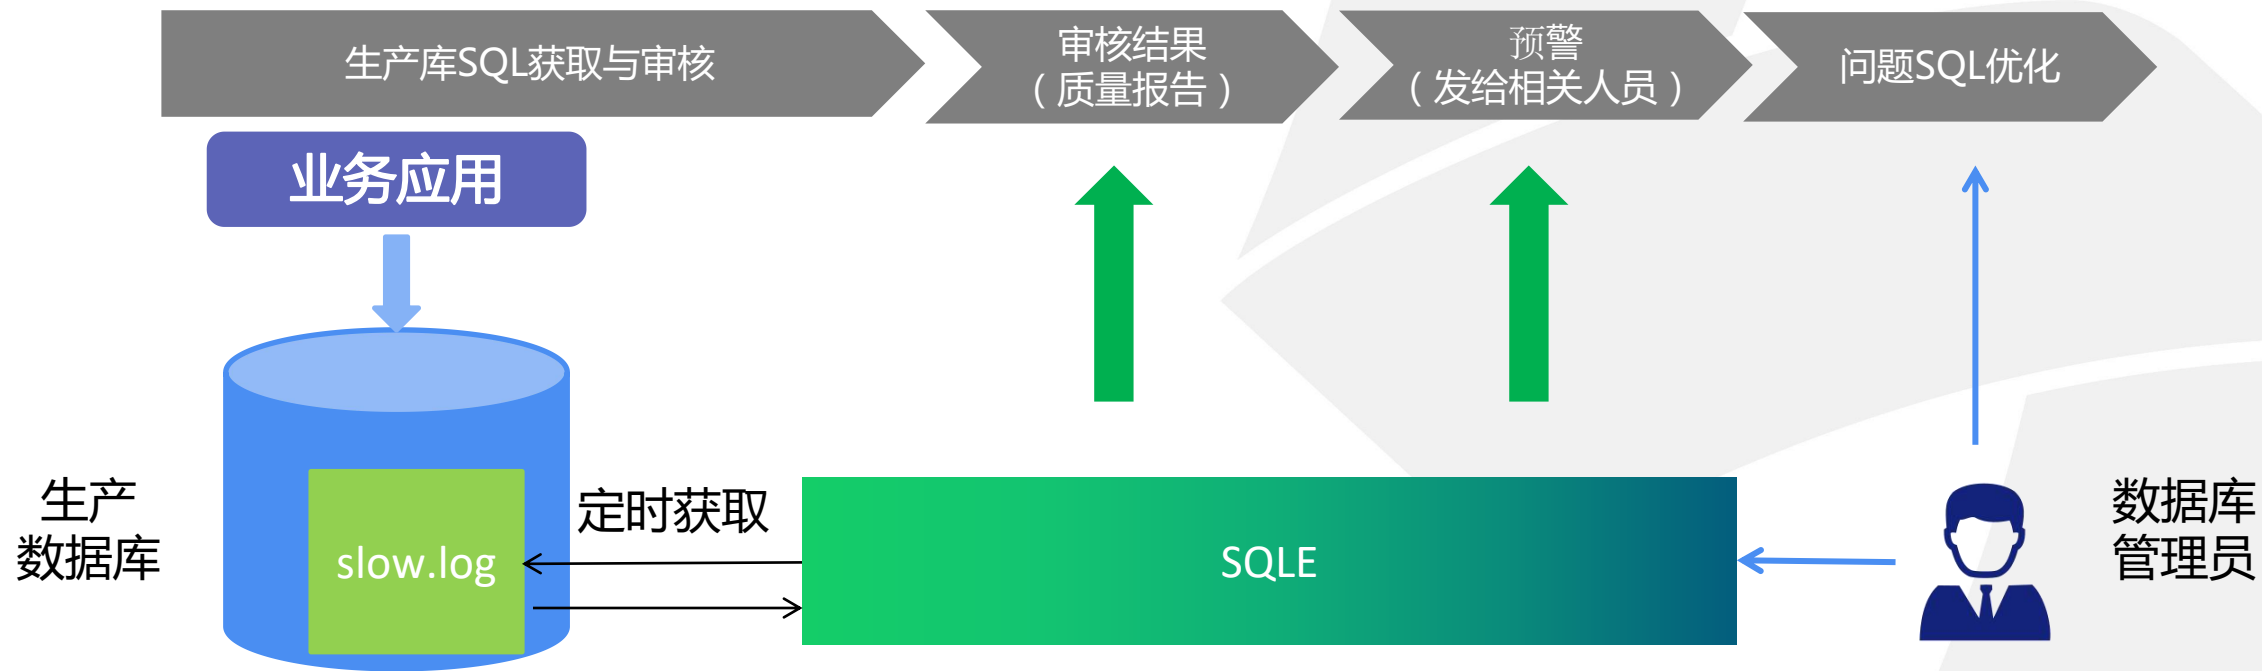 生产库SQL获取与审核
审核结果
（质量报告）
预警
（发给相关人员）
问题SQL优化
业务应用
生产
数据库
slow.log
定时获取
SQLE
数据库
管理员